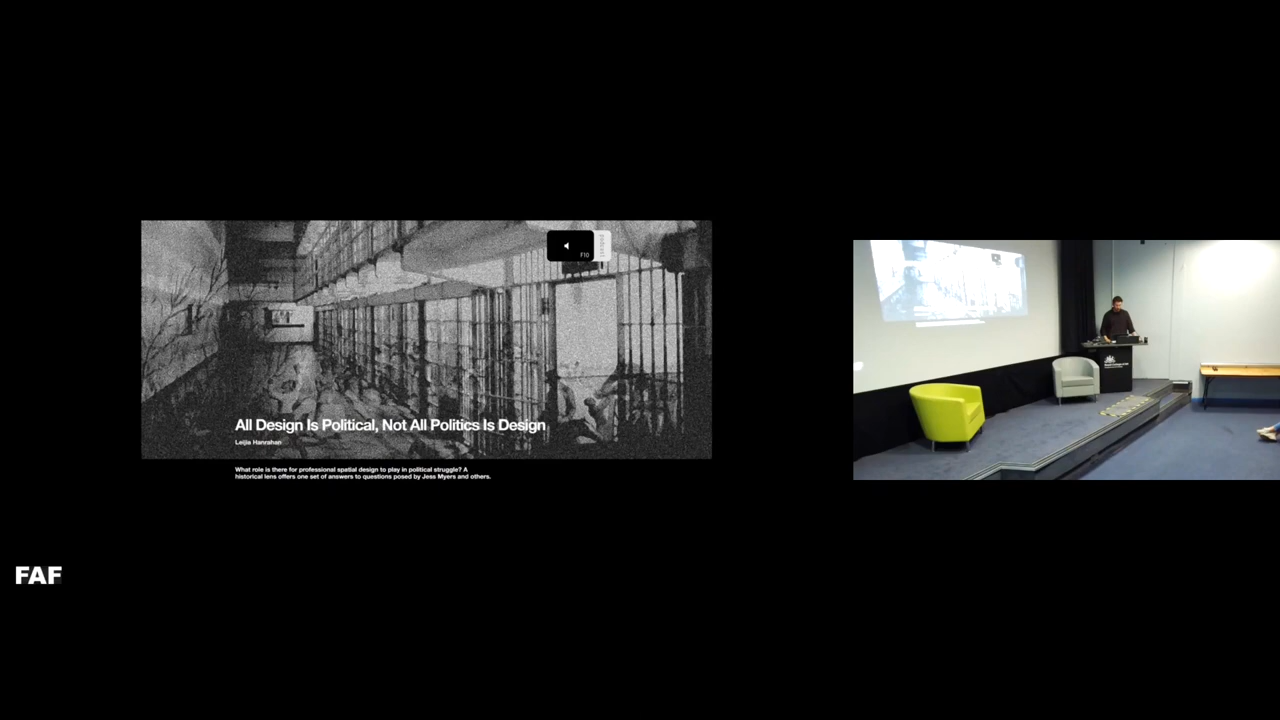 F10
podcast
All Design Is Political, Not All Politics Is Design
Leijia Hanrahan
What role is there for professional spatial design to play in political struggle? A
historical lens offers one set of answers to questions posed by Jess Myers and others.
FAF